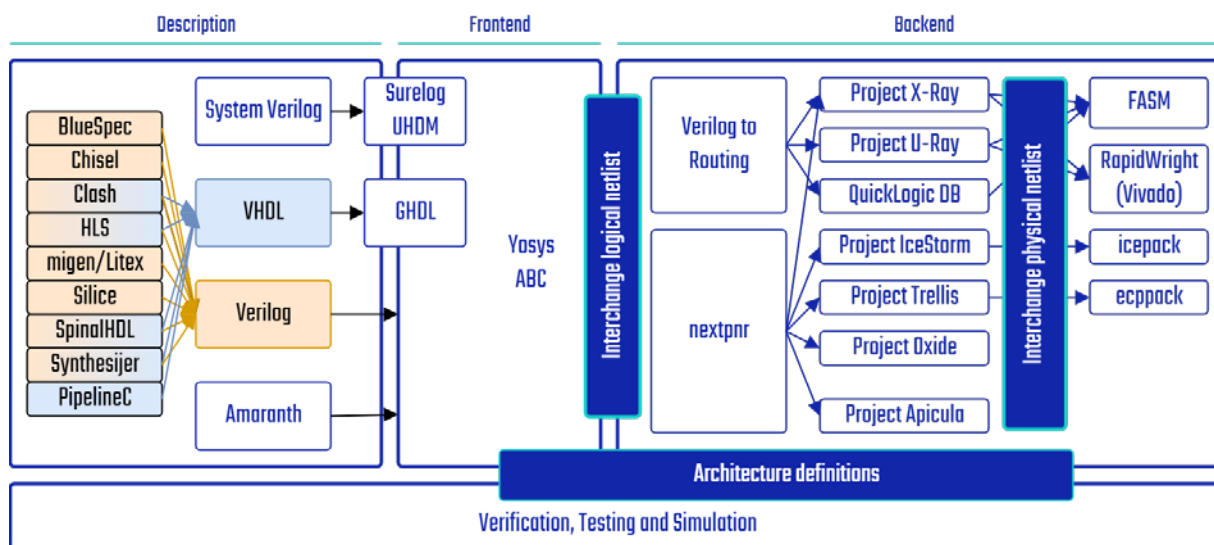 Description
Frontend
Backend
BlueSpec
Chisel
Clash
HLS
migen/Litex
Silice
SpinalHDL
Synthesijer
PipelineC
System Verilog
VHDL
Verilog
Amaranth
Surelog
UHDM
GHDL
Yosys
ABC
Interchange logical netlist
Verilog to
Routing
nextpnr
Project X-Ray
Project U-Ray
QuickLogic DB
Project IceStorm
Project Trellis
Project Oxide
Project Apicula
Interchange physical netlist
FASM
RapidWright
(Vivado)
icepack
ecppack
Architecture definitions
Verification, Testing and Simulation